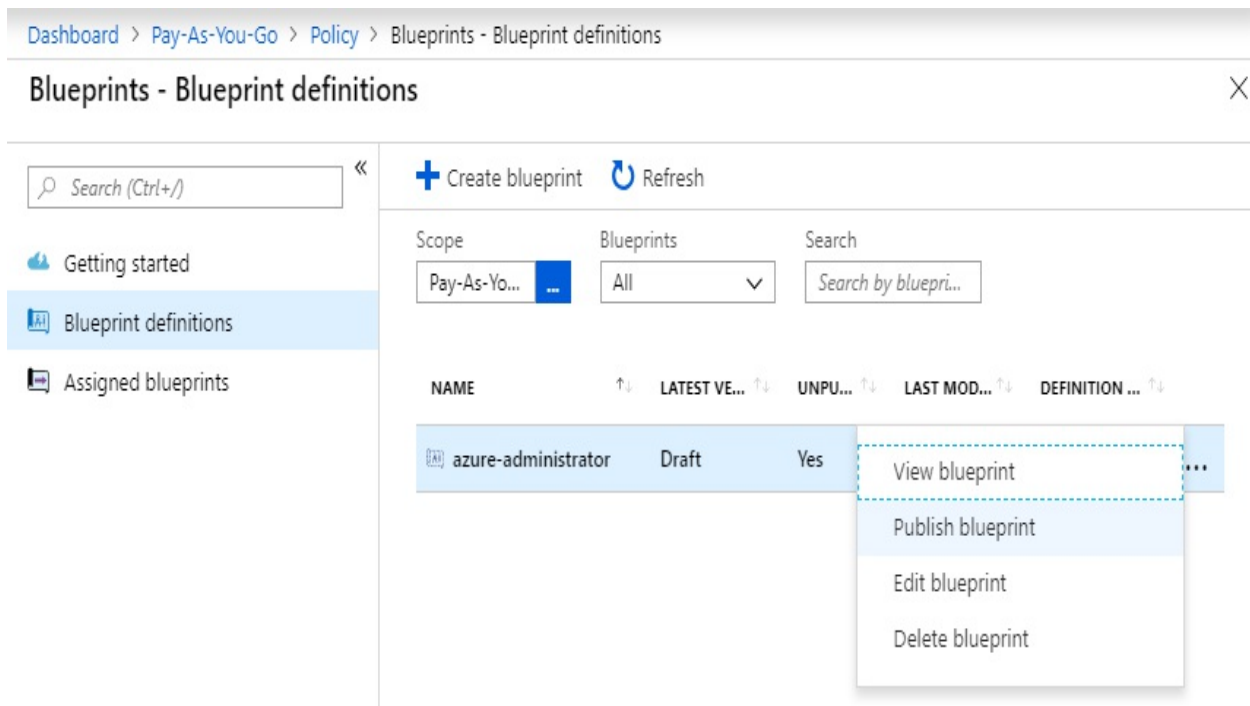 Dashboard > Pay-As-You-Go > Policy > Blueprints - Blueprint definitions
Blueprints - Blueprint definitions
Search (Ctrl+/)
Getting started
Blueprint definitions
Assigned blueprints
Create blueprint Refresh
Scope Blueprints Search
Pay-As-Yo... ... All Search by bluepri...
NAME LATEST VE... UNPU... LAST MOD... DEFINITION ...
azure-administrator Draft Yes ...
View blueprint
Publish blueprint
Edit blueprint
Delete blueprint